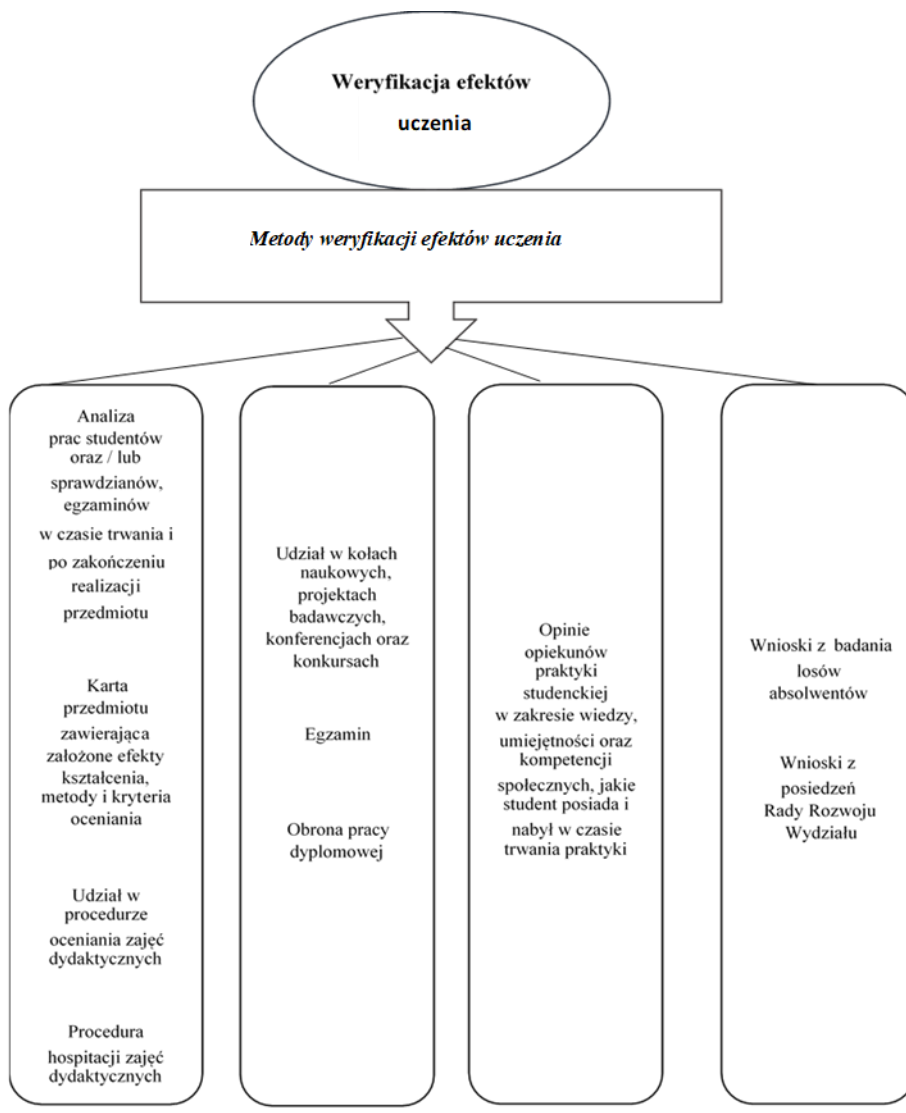 Weryfikacja efektów
uczenia
Metody weryfikacji efektów uczenia
Analiza
prac studentów
oraz / lub
sprawdzianów,
egzaminów
w czasie trwania i
po zakończeniu
realizacji
przedmiotu
Karta
przedmiotu
zawierająca
założone efekty
kształcenia,
metody i kryteria
oceniania
Udział w
procedurze
oceniania zajęć
dydaktycznych
Procedura
hospitacji zajęć
dydaktycznych
Udział w kołach
naukowych,
projektach
badawczych,
konferencjach oraz
konkursach
Egzamin
Obrona pracy
dyplomowej
Opinie
opiekunów
praktyki
studenckiej
w zakresie wiedzy,
umiejętności oraz
kompetencji
społecznych, jakie
student posiada i
nabył w czasie
trwania praktyki
Wnioski z badania
losów
absolwentów
Wnioski z
posiedzeń
Rady Rozwoju
Wydziału